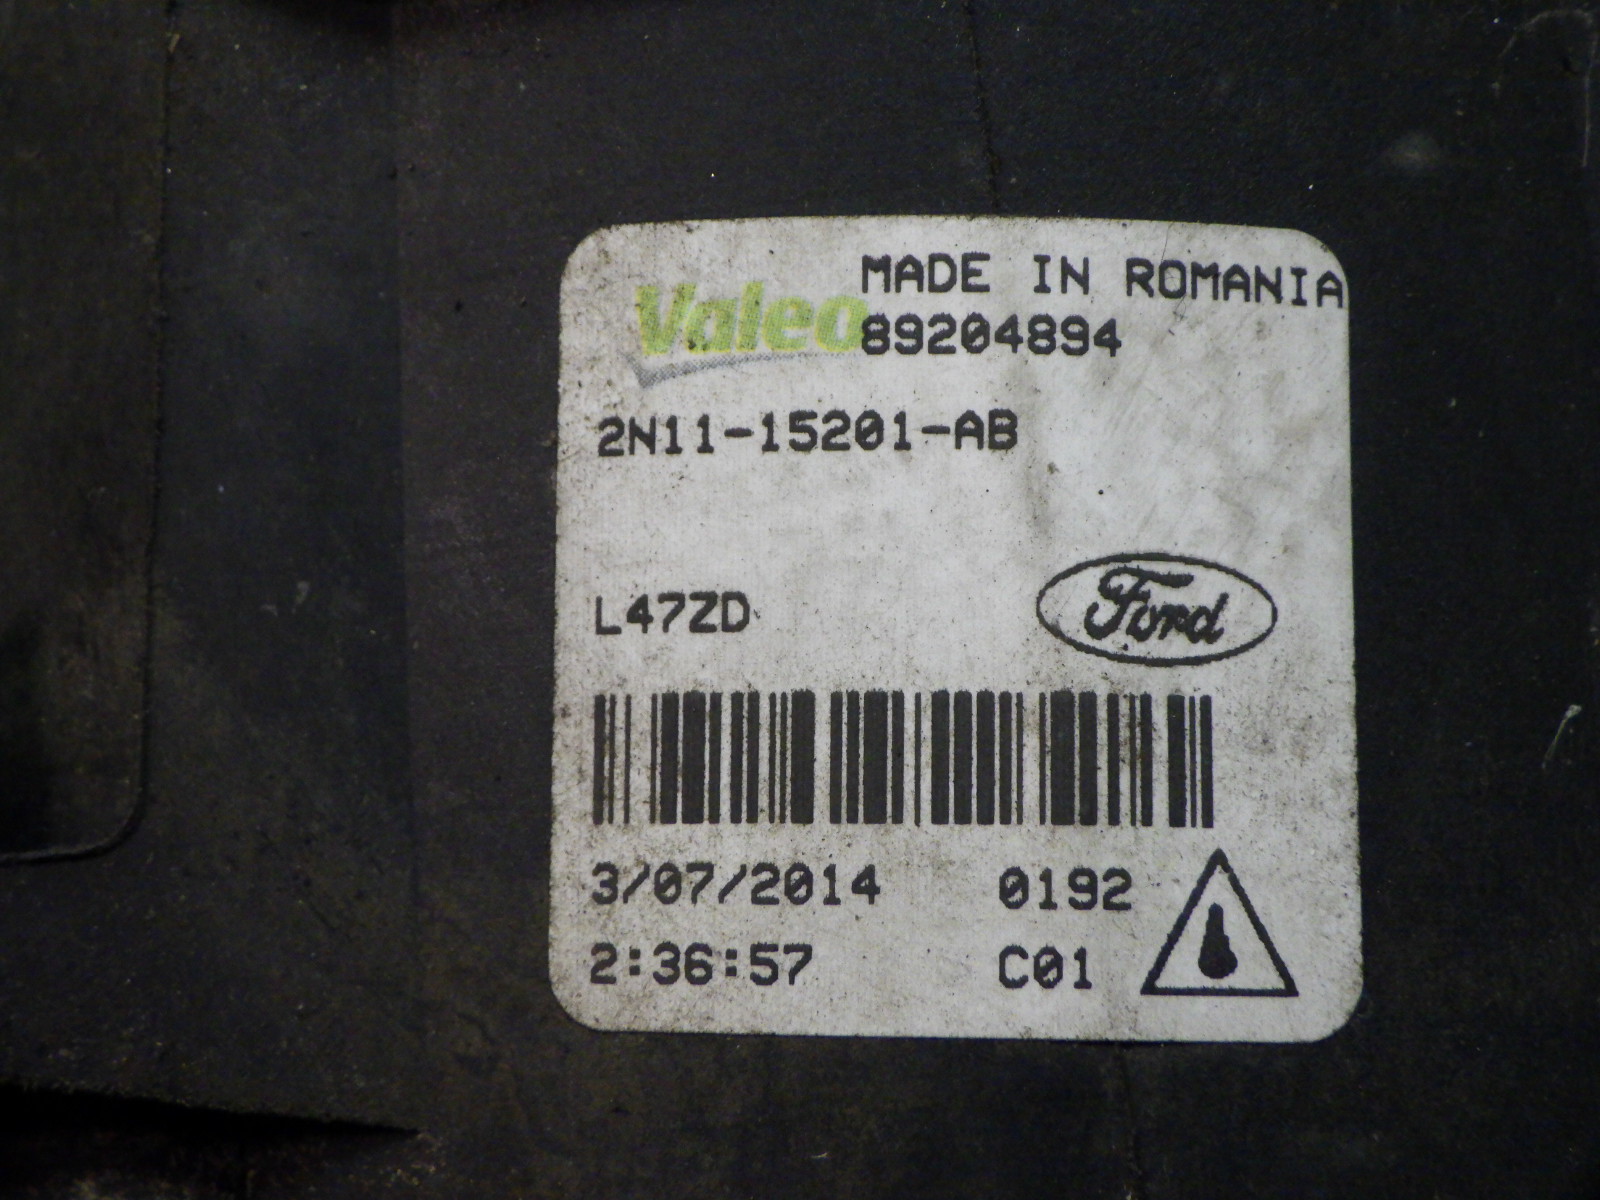 Valeo MADE IN ROMANIA
89204894
2N11-15201-AB
L47ZD Ford
3/07/2014 0192
2:36:57 C01